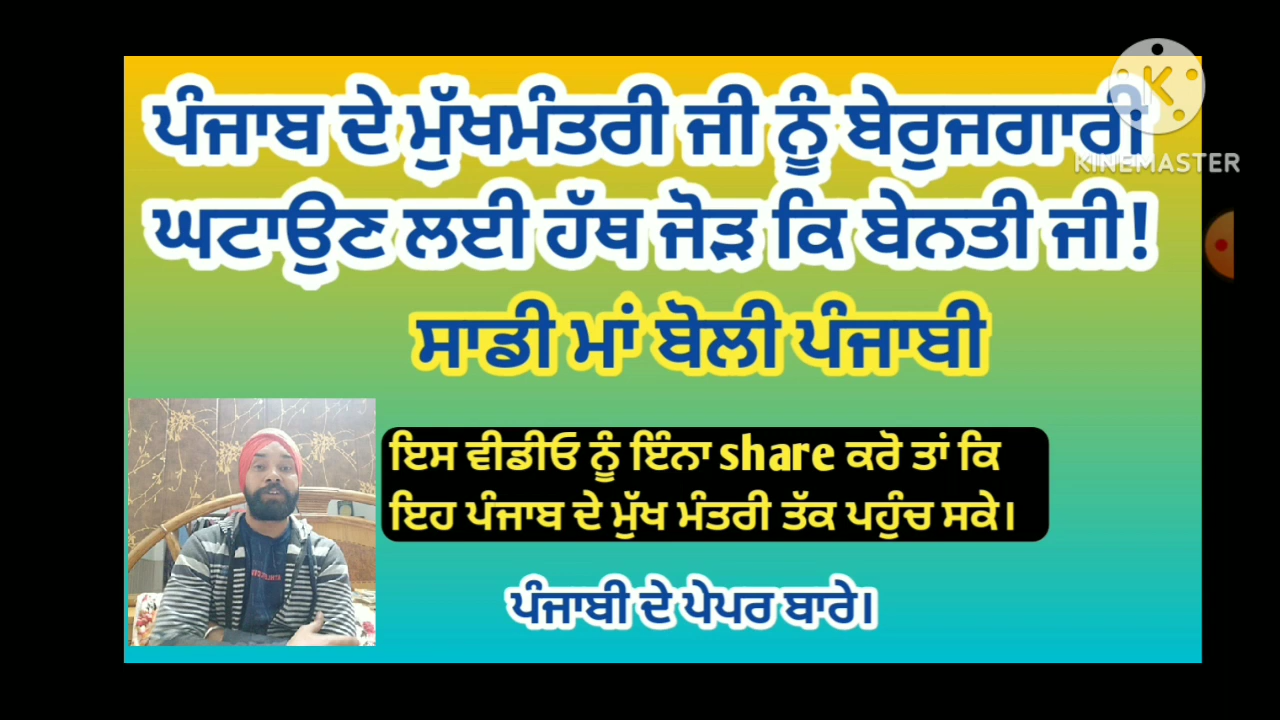 ਪੰਜਾਬ ਦੇ ਮੁੱਖਮੰਤਰੀ ਜੀ ਨੂੰ ਬੇਰੁਜਗਾਰੀ
KINEMASTER
ਘਟਾਉਣ ਲਈ ਹੱਥ ਜੋੜ ਕਿ ਬੇਨਤੀ ਜੀ!
ਸਾਡੀ ਮਾਂ ਬੋਲੀ ਪੰਜਾਬੀ
ਇਸ ਵੀਡੀਓ ਨੂੰ ਇੰਨਾ share ਕਰੋ ਤਾਂ ਕਿ
ਇਹ ਪੰਜਾਬ ਦੇ ਮੁੱਖ ਮੰਤਰੀ ਤੱਕ ਪਹੁੰਚ ਸਕੇ।
ਪੰਜਾਬੀ ਦੇ ਪੇਪਰ ਬਾਰੇ।